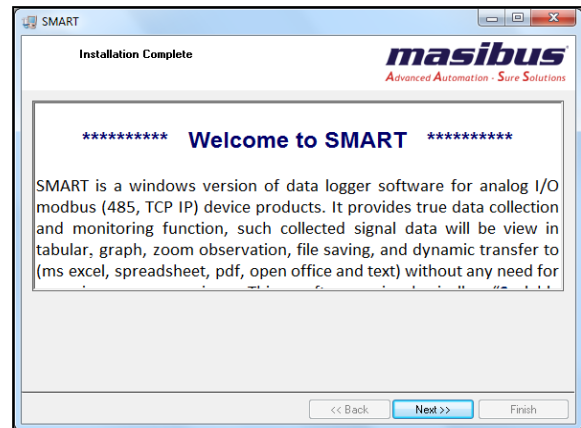 SMART
Installation Complete
masibus
Advanced Automation - Sure Solutions
********** Welcome to SMART **********
SMART is a windows version of data logger software for analog I/O
modbus (485, TCP IP) device products. It provides true data collection
and monitoring function, such collected signal data will be view in
tabular, graph, zoom observation, file saving, and dynamic transfer to
(ms excel, spreadsheet, pdf, open office and text) without any need for
<< Back
Next >>
Finish